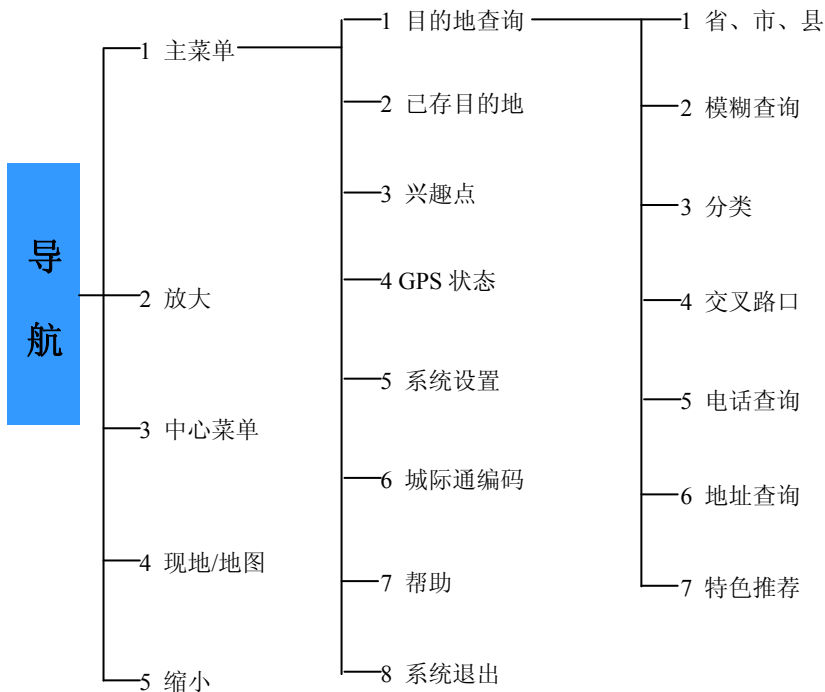 导
航
1 主菜单
2 放大
3 中心菜单
4 现地/地图
5 缩小
1 目的地查询
2 已存目的地
3 兴趣点
4 GPS 状态
5 系统设置
6 城际通编码
7 帮助
8 系统退出
1 省、市、县
2 模糊查询
3 分类
4 交叉路口
5 电话查询
6 地址查询
7 特色推荐